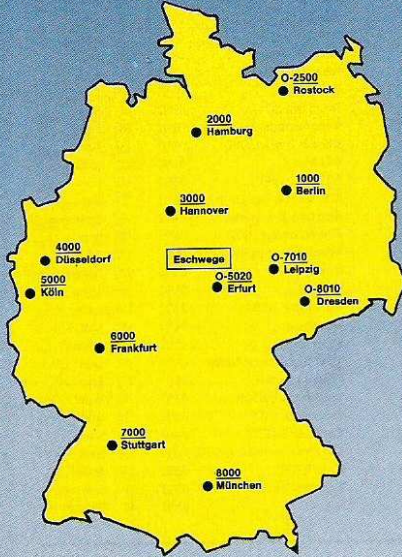 O-2500
Rostock
2000
Hamburg
1000
Berlin
3000
Hannover
4000
Düsseldorf
Eschwege
O-7010
Leipzig
5000
Köln
O-5020
Erfurt
O-8010
Dresden
6000
Frankfurt
7000
Stuttgart
8000
München